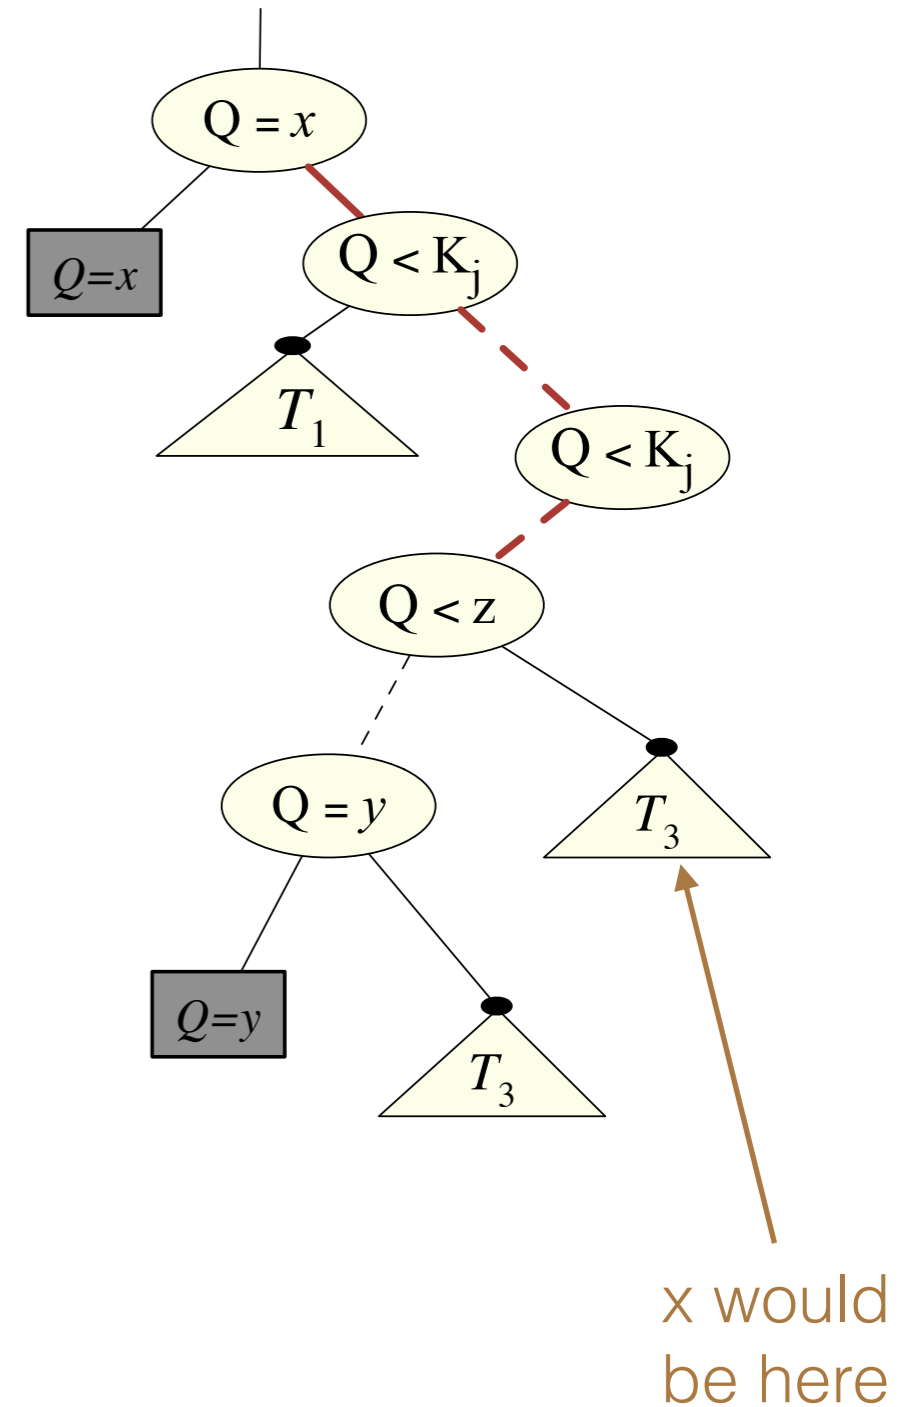 Q = x
Q=x
Q < Kj
T1
Q < Kj
Q < z
Q = y
T3
Q=y
T3
x would
be here